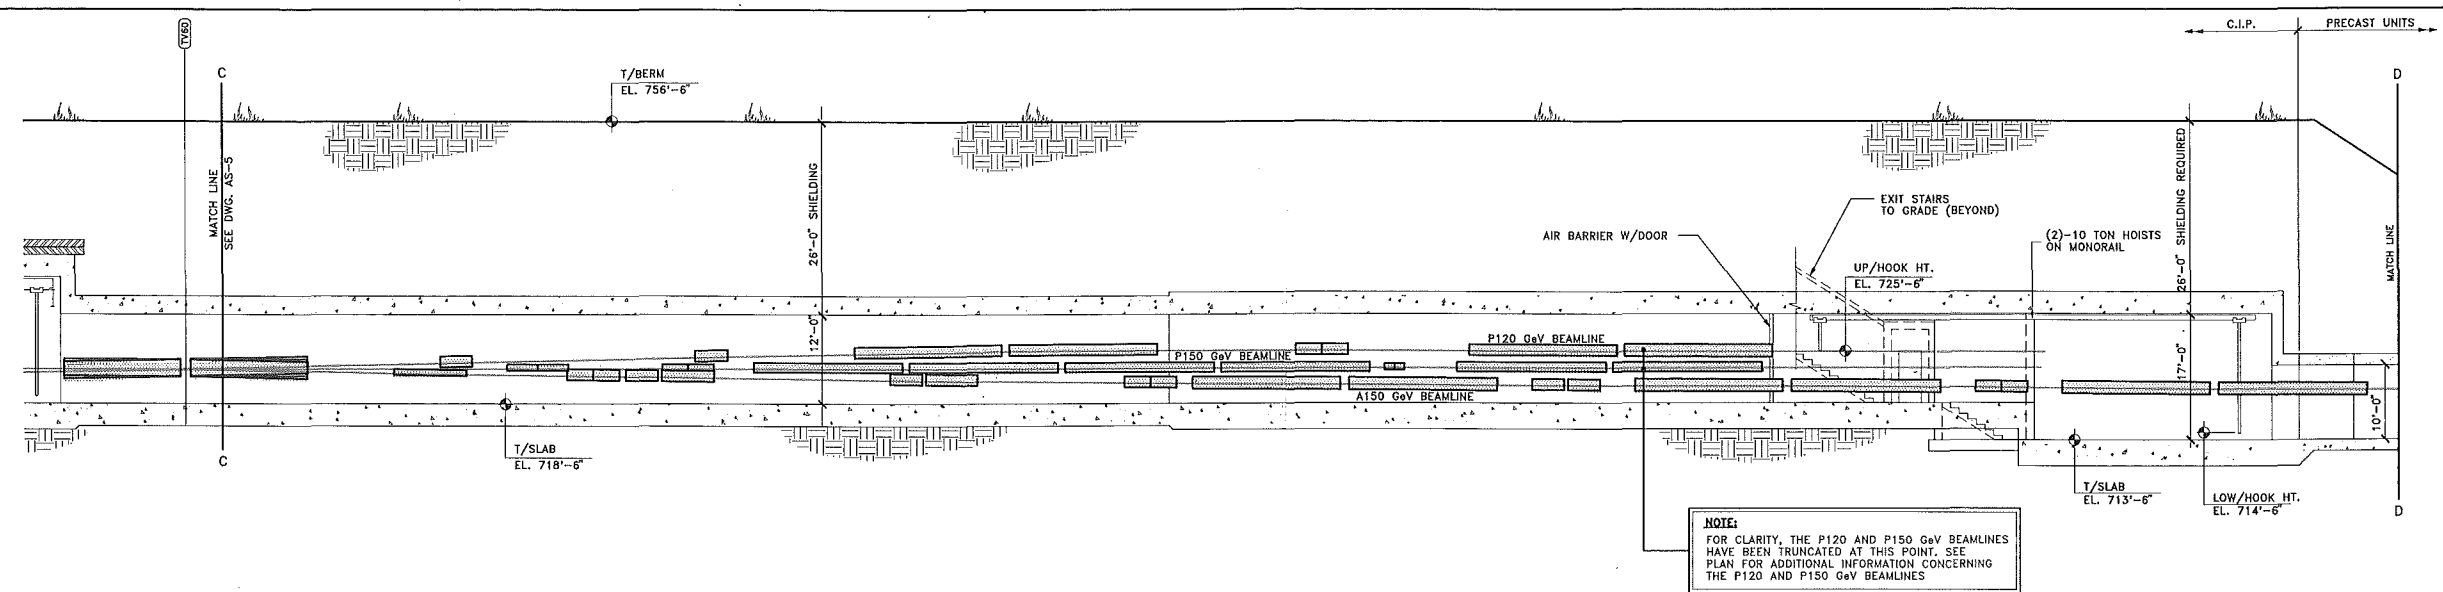 TV60
C
MATCH LINE
SEE DWG. AS-5
C
T/BERM
EL. 756'-6"
26'-0" SHIELDING
12'-0"
T/SLAB
EL. 718'-6"
P150 GeV BEAMLINE
P120 GeV BEAMLINE
A150 GeV BEAMLINE
AIR BARRIER W/DOOR
EXIT STAIRS
TO GRADE (BEYOND)
UP/HOOK HT.
EL. 725'-6"
(2)-10 TON HOISTS
ON MONORAIL
26'-0" SHIELDING REQUIRED
17'-0"
C.I.P.
PRECAST UNITS
D
MATCH LINE
10'-0"
D
T/SLAB
EL. 713'-6"
LOW/HOOK HT.
EL. 714'-6"
NOTE:
FOR CLARITY, THE P120 AND P150 GeV BEAMLINES
HAVE BEEN TRUNCATED AT THIS POINT. SEE
PLAN FOR ADDITIONAL INFORMATION CONCERNING
THE P120 AND P150 GeV BEAMLINES